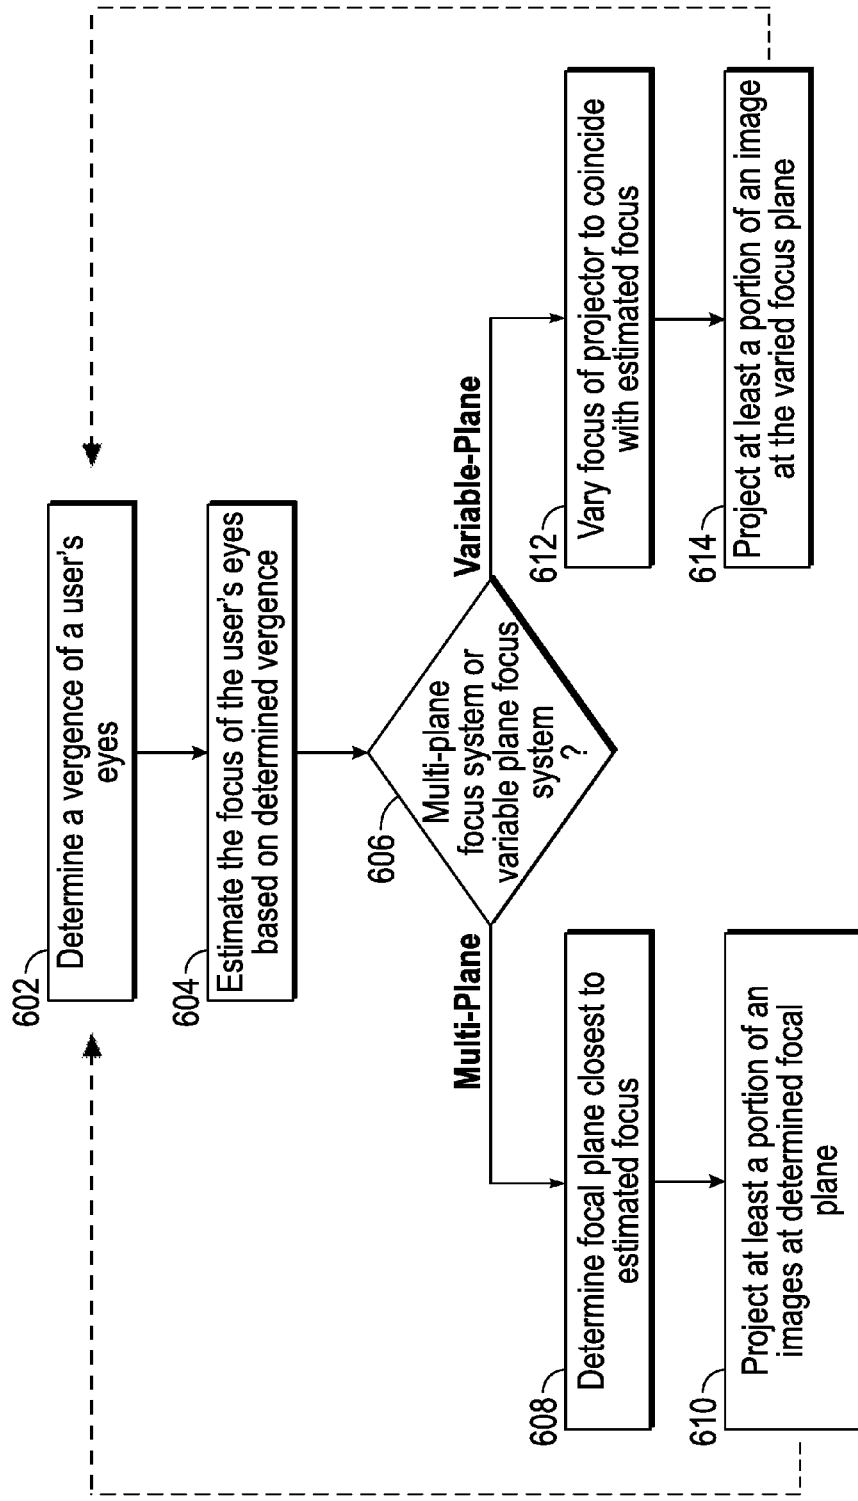 602
Determine a vergence of a user's
eyes
604
Estimate the focus of the user's eyes
based on determined vergence
606
Multi-plane
focus system or
variable plane focus
system
?
Multi-Plane
Variable-Plane
608
Determine focal plane closest to
estimated focus
610
Project at least a portion of an
images at determined focal
plane
612
Vary focus of projector to coincide
with estimated focus
614
Project at least a portion of an image
at the varied focus plane